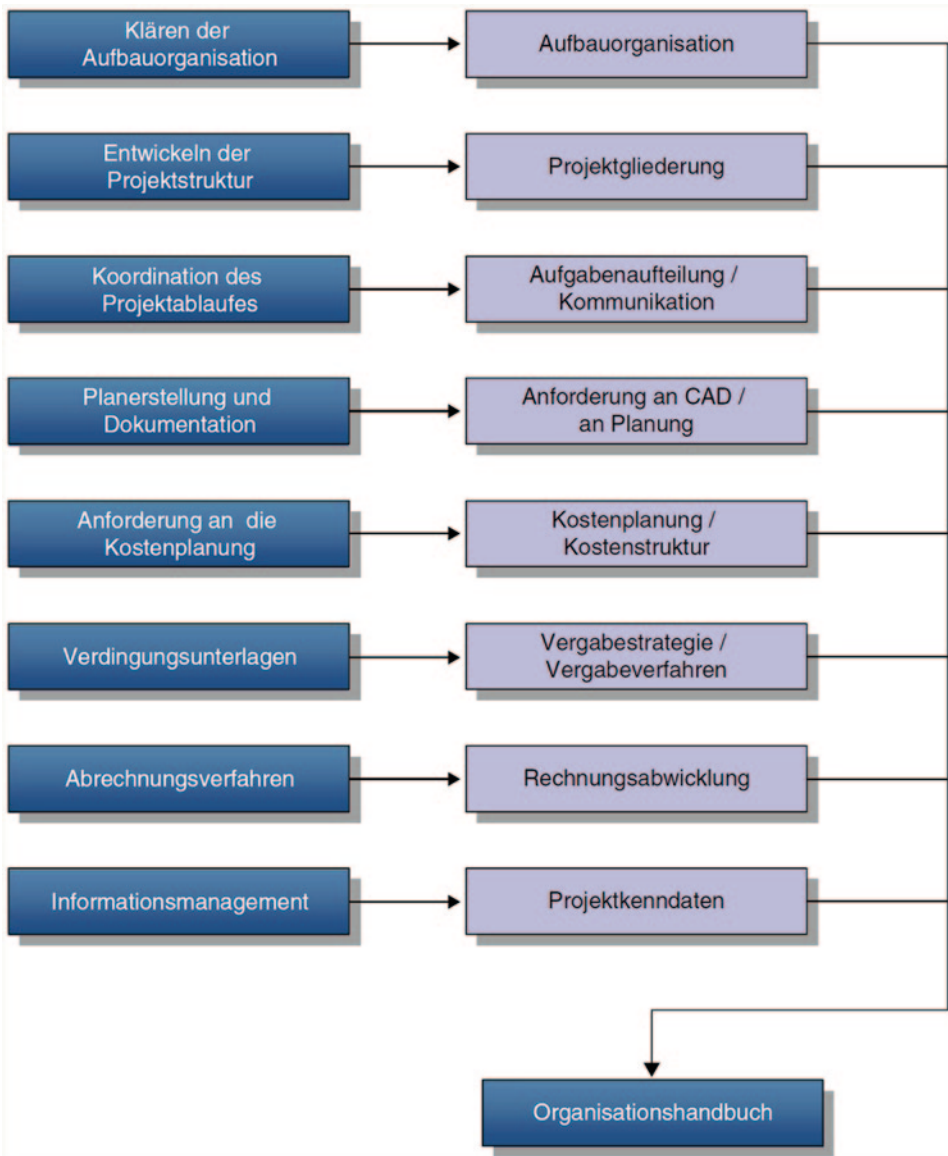 Klären der
Aufbauorganisation
Aufbauorganisation
Entwickeln der
Projektstruktur
Projektgliederung
Koordination des
Projektablaufes
Aufgabenaufteilung /
Kommunikation
Planerstellung und
Dokumentation
Anforderung an CAD /
an Planung
Anforderung an die
Kostenplanung
Kostenplanung /
Kostenstruktur
Verdingungsunterlagen
Vergabestrategie /
Vergabeverfahren
Abrechnungsverfahren
Rechnungsabwicklung
Informationsmanagement
Projektkenndaten
Organisationshandbuch